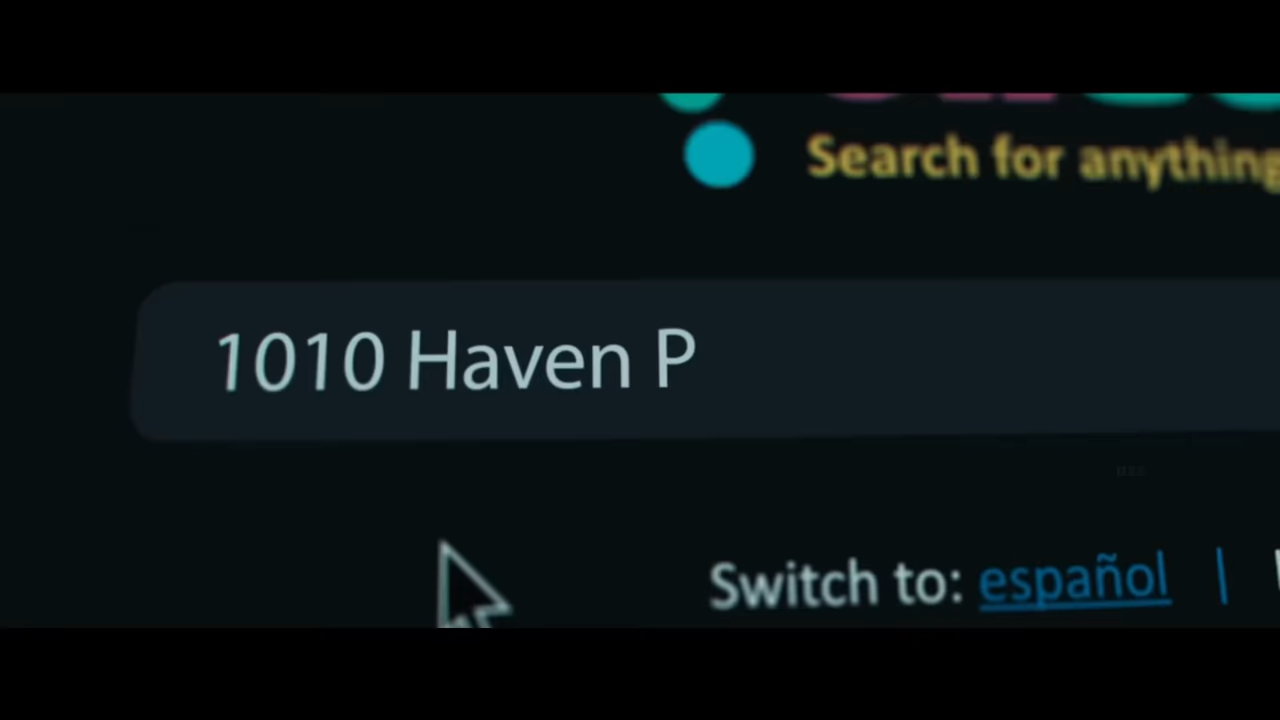 Search for anything
1010 Haven P
Switch to: español |